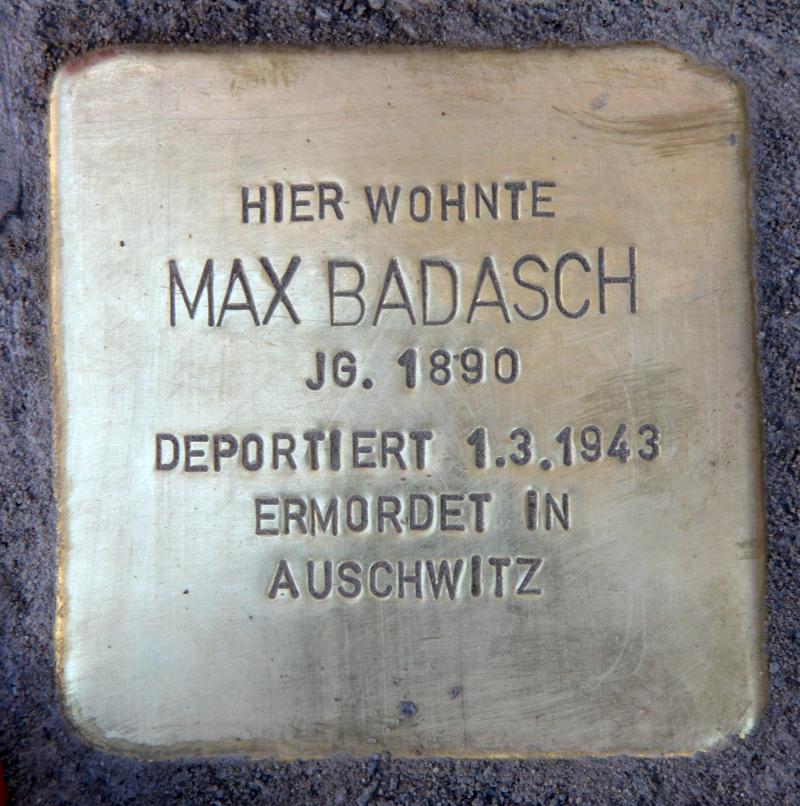 HIER WOHNTE
MAX BADASCH
JG. 1890
DEPORTIERT 1.3.1943
ERMORDET IN
AUSCHWITZ